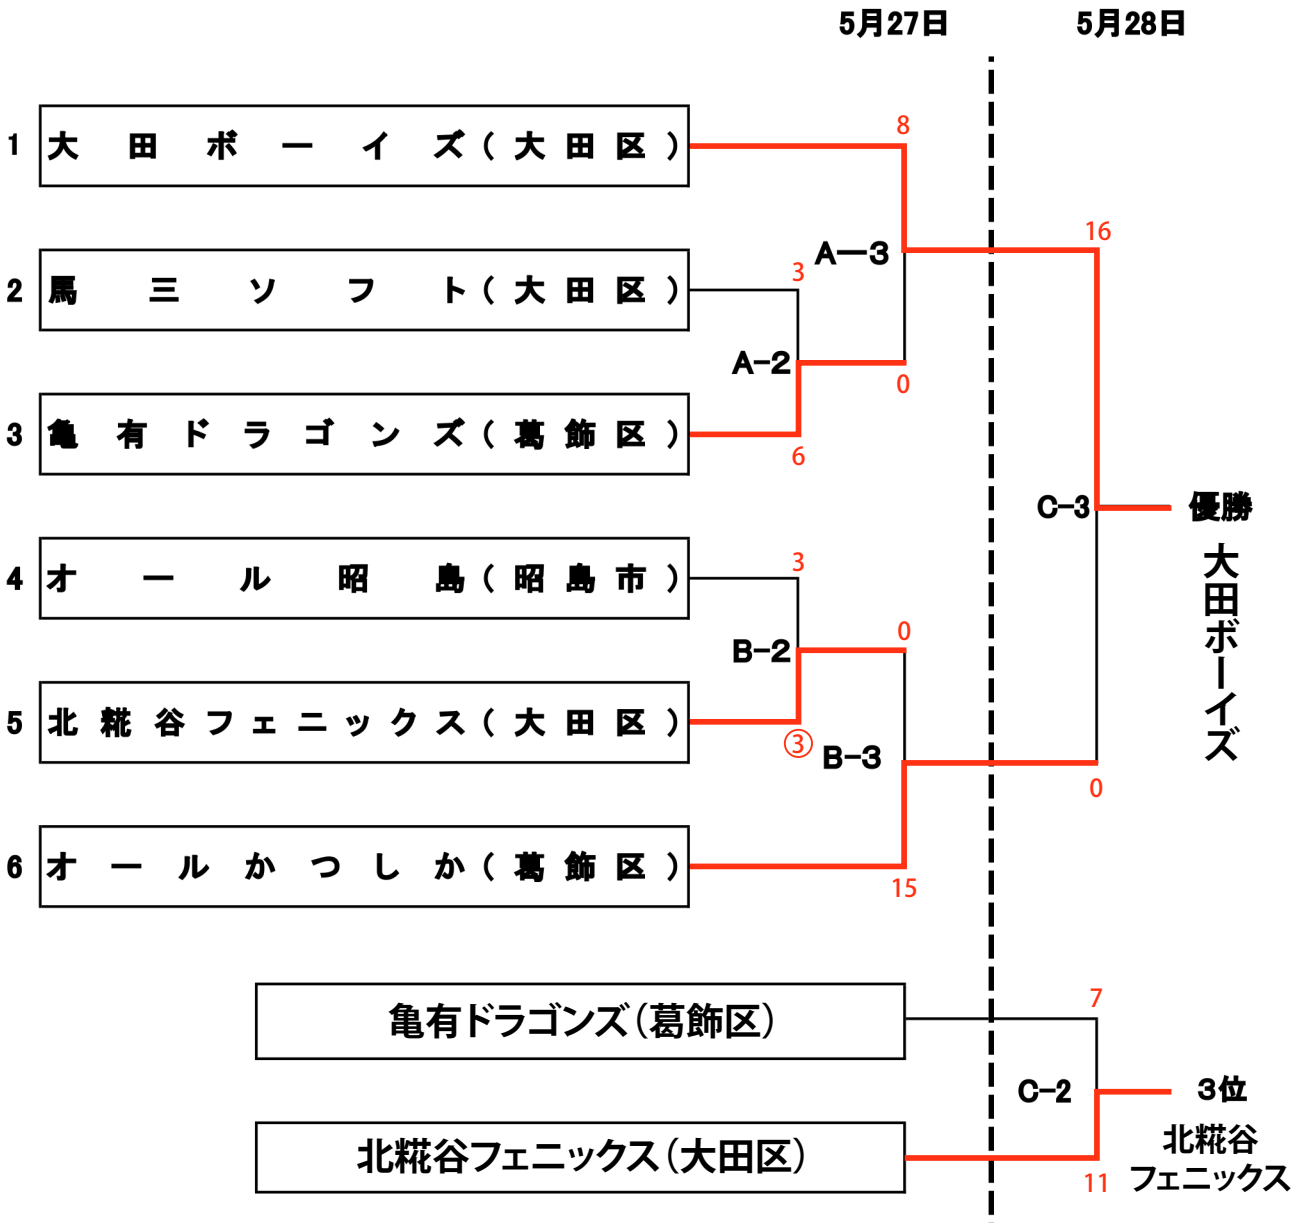 5月27日 5月28日
1 大田ボーイズ(大田区)
8
16
A—3
2 馬三ソフト(大田区)
3
A-2
0
3 亀有ドラゴンズ(葛飾区)
6
C-3
優勝
大田ボーイズ
4 オール昭島(昭島市)
3
0
B-2
5 北糀谷フェニックス(大田区)
③
B-3
0
6 オールかつしか(葛飾区)
15
亀有ドラゴンズ(葛飾区)
7
C-2
3位
北糀谷
フェニックス
北糀谷フェニックス(大田区)
11